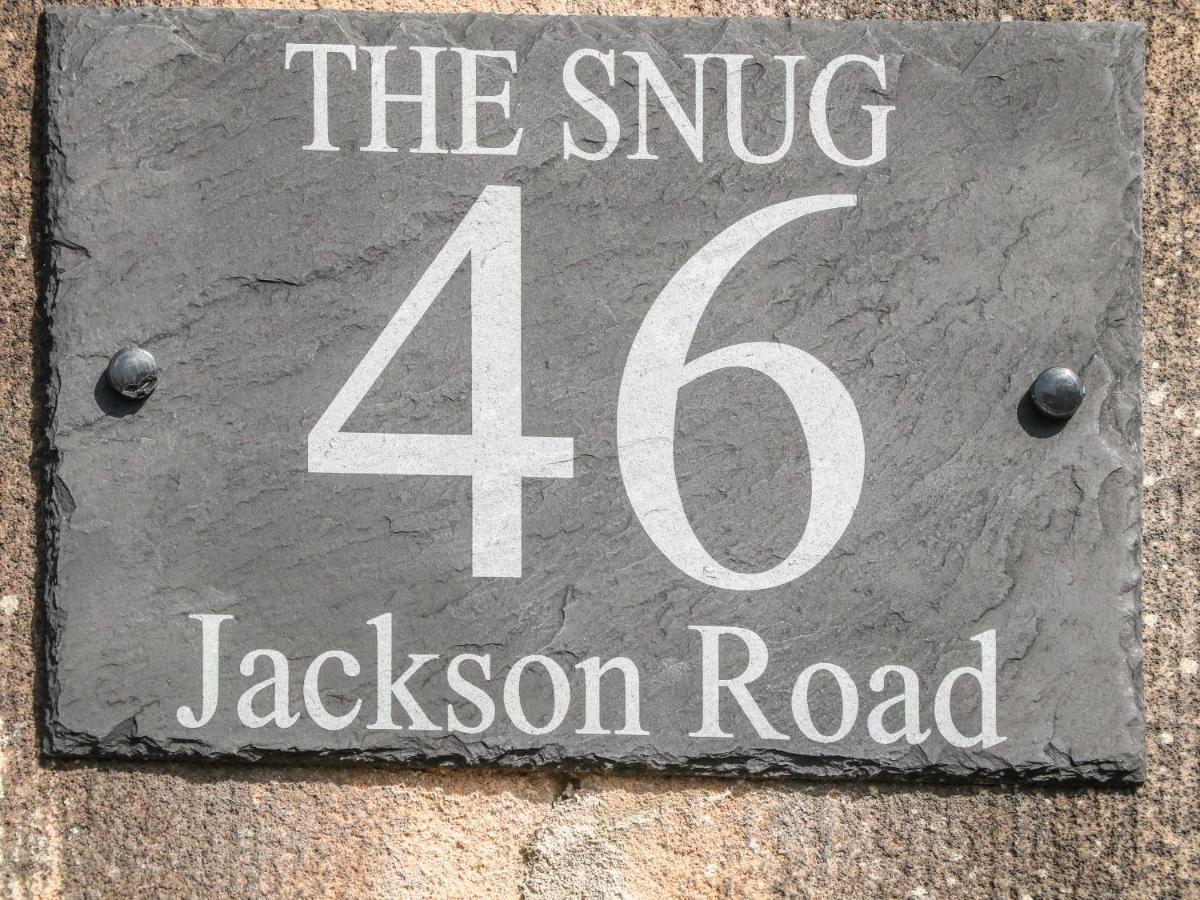 THE SNUG
46
Jackson Road